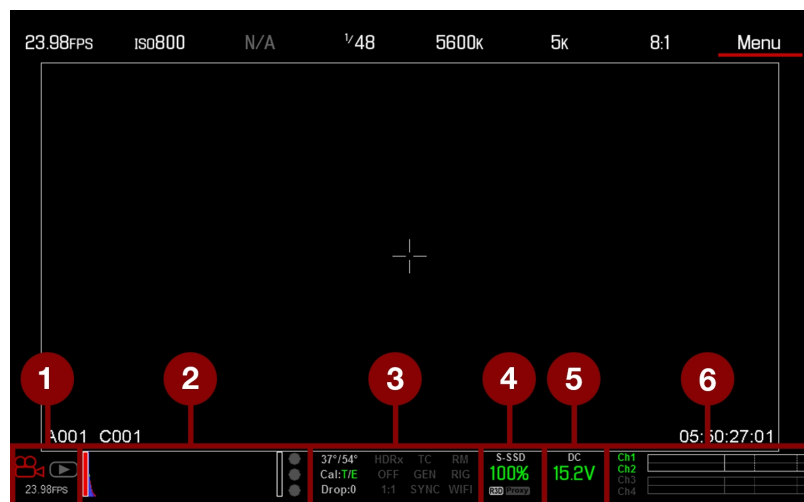 23.98FPS ISO800 N/A 1/48 5600K 5K 8:1 Menu
1 2 3 4 5 6
A001 C001 05:50:27:01
37°/54° HDRx TC RM S-SSD DC Ch1
Cal:T/E OFF GEN RIG 100% 15.2V Ch2
23.98FPS Drop:0 1:1 SYNC WIFI R3D Proxy Ch3
Ch4